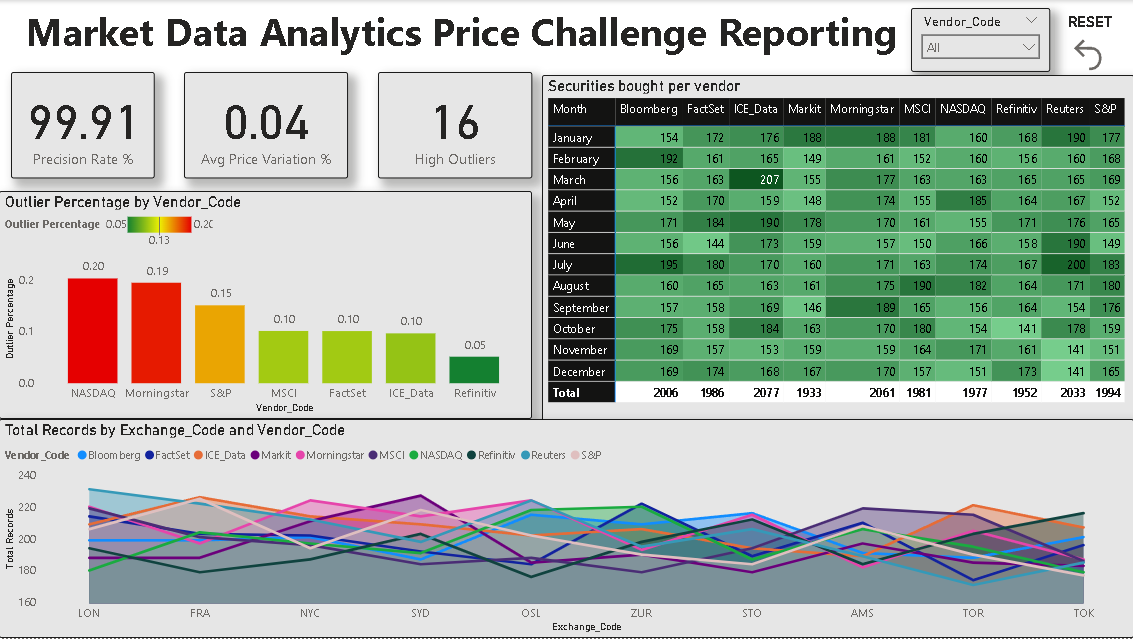 Market Data Analytics Price Challenge Reporting
Vendor_Code
All
RESET
99.91
Precision Rate %
0.04
Avg Price Variation %
16
High Outliers
Securities bought per vendor
Month Bloomberg FactSet ICE_Data Markit Morningstar MSCI NASDAQ Refinitiv Reuters S&P
January 154 172 176 188 188 181 160 168 190 177
February 192 161 165 149 161 152 160 156 160 168
March 156 163 207 155 177 163 163 165 165 169
April 152 170 159 148 174 155 185 164 167 152
May 171 184 190 178 170 161 155 171 176 165
June 156 144 173 159 157 150 166 158 190 149
July 195 180 170 160 171 163 174 167 200 183
August 160 165 163 161 175 190 182 164 171 180
September 157 158 169 146 189 165 156 164 154 176
October 175 158 184 163 170 180 154 141 178 159
November 169 157 153 159 159 164 171 161 141 151
December 169 174 168 167 170 157 151 173 141 165
Total 2006 1986 2077 1933 2061 1981 1977 1952 2033 1994
Outlier Percentage by Vendor_Code
Outlier Percentage 0.05 0.20
0.13
Outlier Percentage
0.2
0.1
0.0
0.20
0.19
0.15
0.10
0.10
0.10
0.05
NASDAQ Morningstar S&P MSCI FactSet ICE_Data Refinitiv
Vendor_Code
Total Records by Exchange_Code and Vendor_Code
Vendor_Code Bloomberg FactSet ICE_Data Markit Morningstar MSCI NASDAQ Refinitiv Reuters S&P
Total Records
240
220
200
180
160
LON FRA NYC SYD OSL ZUR STO AMS TOR TOK
Exchange_Code